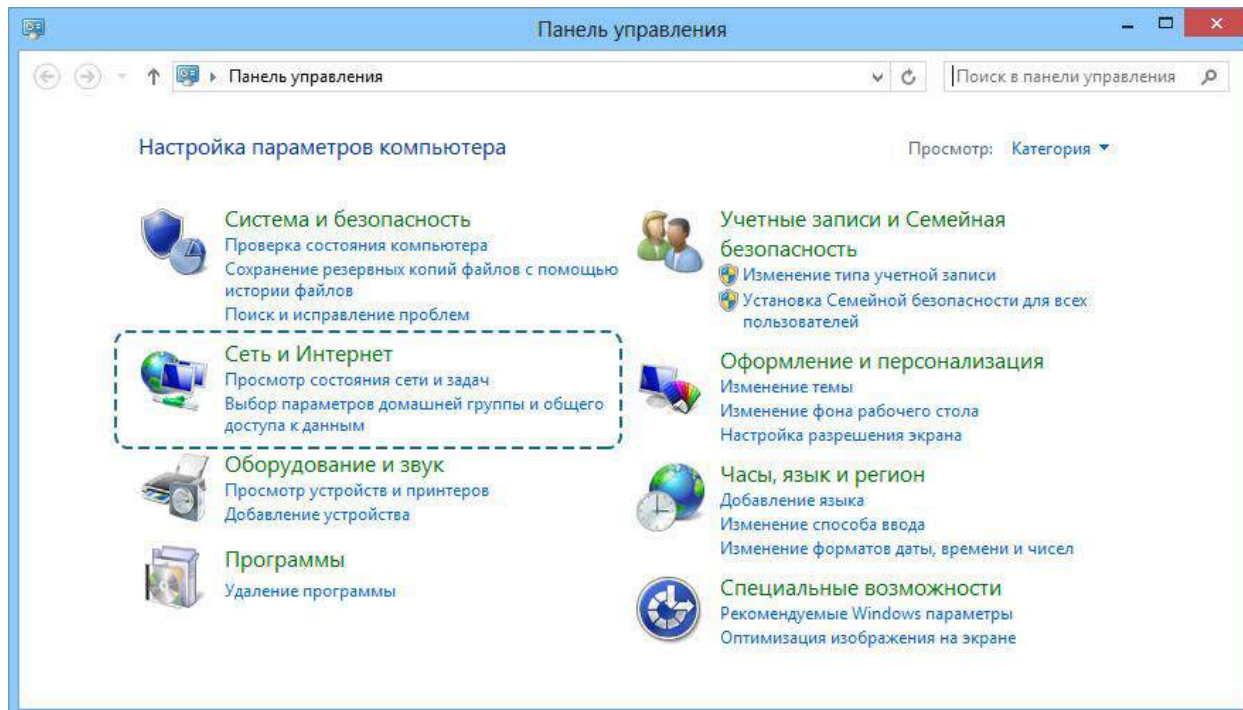 Панель управления
Панель управления
Поиск в панели управления
Настройка параметров компьютера
Просмотр: Категория
Система и безопасность
Проверка состояния компьютера
Сохранение резервных копий файлов с помощью
истории файлов
Поиск и исправление проблем
Сеть и Интернет
Просмотр состояния сети и задач
Выбор параметров домашней группы и общего
доступа к данным
Оборудование и звук
Просмотр устройств и принтеров
Добавление устройства
Программы
Удаление программы
Учетные записи и Семейная
безопасность
Изменение типа учетной записи
Установка Семейной безопасности для всех
пользователей
Оформление и персонализация
Изменение темы
Изменение фона рабочего стола
Настройка разрешения экрана
Часы, язык и регион
Добавление языка
Изменение способа ввода
Изменение форматов даты, времени и чисел
Специальные возможности
Рекомендуемые Windows параметры
Оптимизация изображения на экране